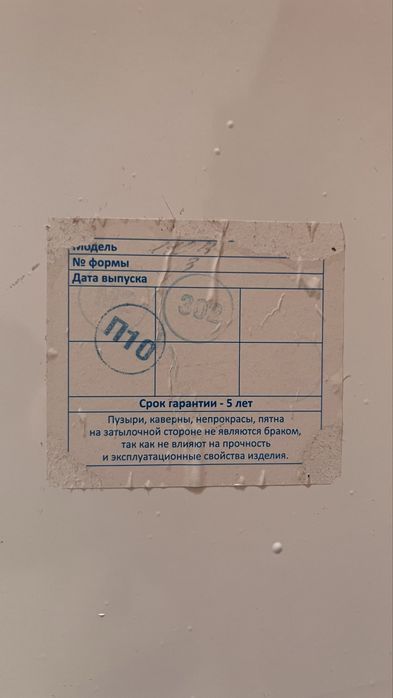 Модель
№ формы 3
Дата выпуска
302
П10
Срок гарантии - 5 лет
Пузыри, каверны, непрокрасы, пятна
на затылочной стороне не являются браком,
так как не влияют на прочность
и эксплуатационные свойства изделия.